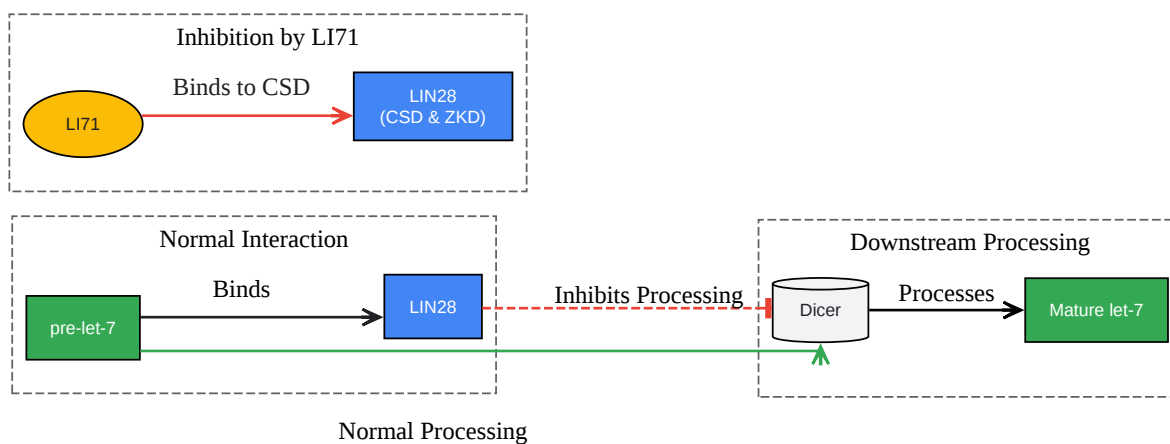 Inhibition by LI71
Binds to CSD
LI71
LIN28
(CSD & ZKD)
Normal Interaction
Binds
pre-let-7
LIN28
Inhibits Processing
Downstream Processing
Dicer
Processes
Mature let-7
Normal Processing